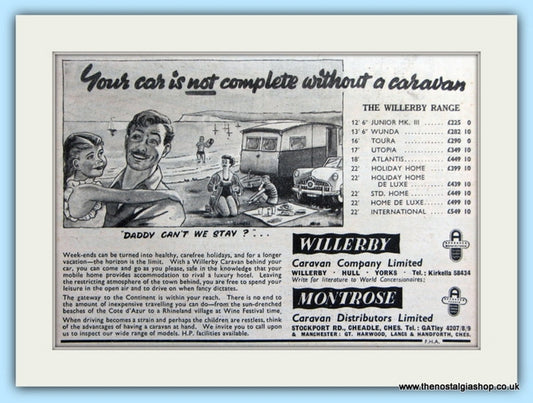 Your car is not complete without a caravan
THE WILLERBY RANGE
12' 6" JUNIOR MK. III ..... £225 0
13' 6" WUNDA ..... £282 10
16' TOURA ..... £290 0
17' UTOPIA ..... £349 10
18' ATLANTIS ..... £449 10
22' HOLIDAY HOME ... £399 10
22' HOLIDAY HOME
DE LUXE ..... £439 10
22' STD. HOME ..... £449 10
22' HOME DE LUXE .... £499 10
22' INTERNATIONAL ... £549 10
"DADDY CAN'T WE STAY ?"...
Week-ends can be turned into healthy, carefree holidays, and for a longer
vacation—the horizon is the limit. With a Willerby Caravan behind your
car, you can come and go as you please, safe in the knowledge that your
mobile home provides accommodation to rival a luxury hotel. Leaving
the restricting atmosphere of the town behind, you are free to spend your
leisure in the open air and to drive on when fancy dictates.
The gateway to the Continent is within your reach. There is no end to
the amount of inexpensive travelling you can do—from the sun-drenched
beaches of the Cote d'Azur to a Rhineland village at Wine Festival time,
When driving becomes a strain and perhaps the children are restless, think
of the advantages of having a caravan at hand. We invite you to call upon
us to inspect our wide range of models. H.P. facilities available.
WILLERBY
Caravan Company Limited
WILLERBY · HULL · YORKS · Tel.: Kirkella 58434
Write for literature to World Concessionaires:
MONTROSE
Caravan Distributors Limited
STOCKPORT RD., CHEADLE, CHES. Tel.: GATley 4207/8/9
& MANCHESTER: GT. HARWOOD, LANCS & HANDFORTH, CHES.
F.H.A.
www.thenostalgiashop.co.uk